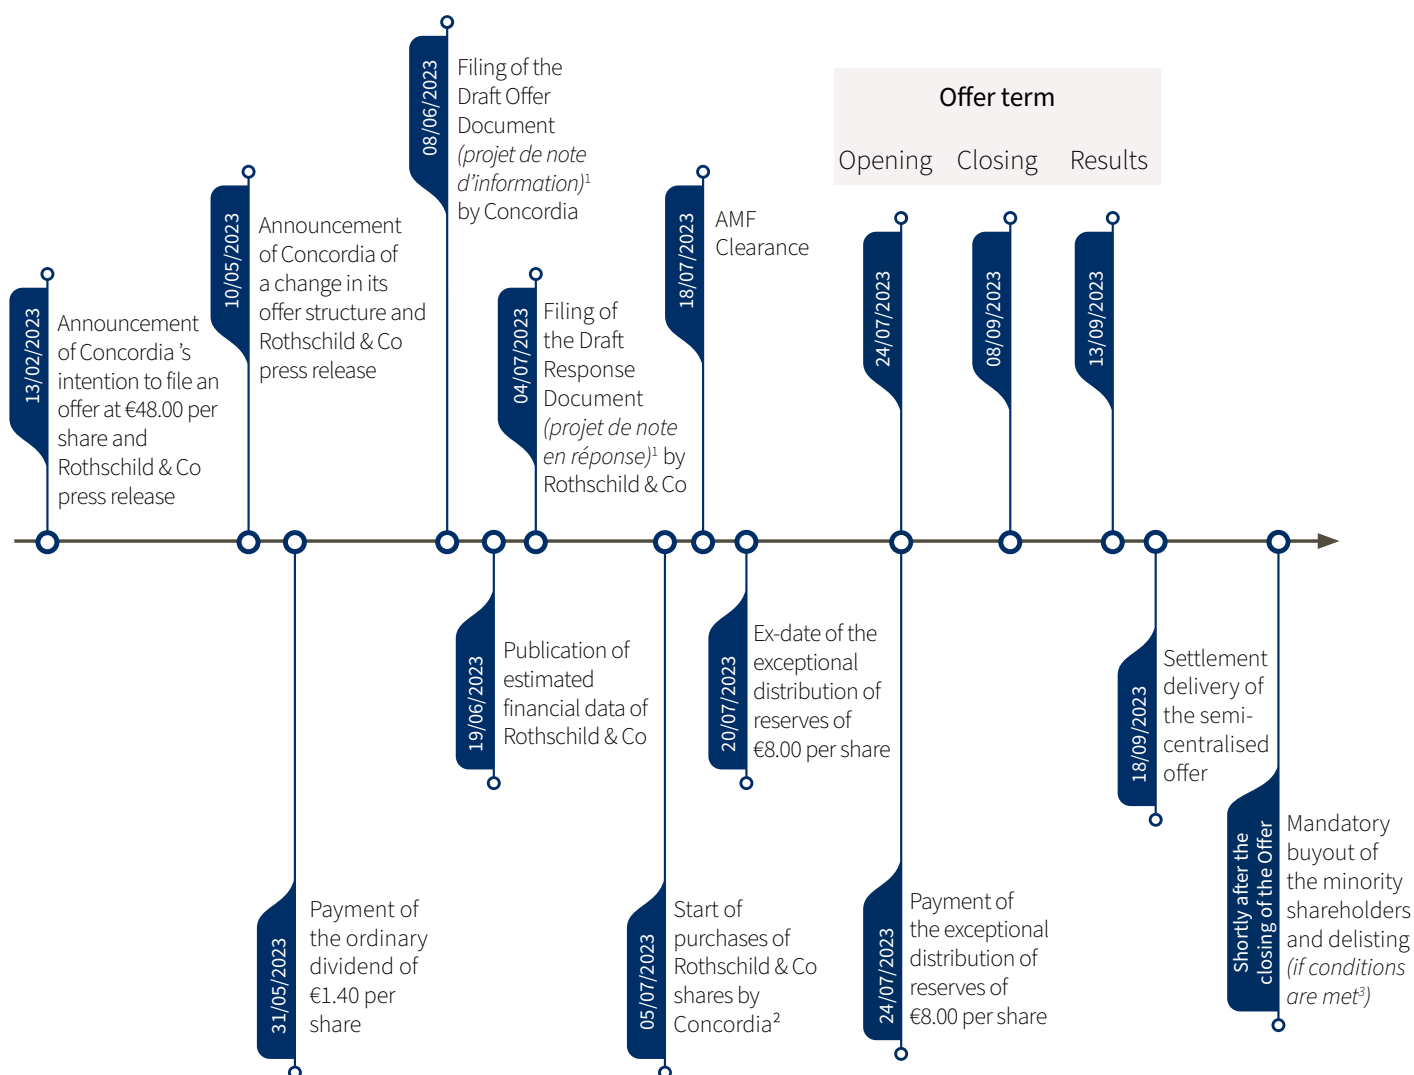 13/02/2023
Announcement
of Concordia 's
intention to file an
offer at €48.00 per
share and
Rothschild & Co
press release
10/05/2023
Announcement
of Concordia of
a change in its
offer structure and
Rothschild & Co
press release
31/05/2023
Payment of
the ordinary
dividend of
€1.40 per
share
08/06/2023
Filing of the
Draft Offer
Document
(projet de note
d'information)¹
by Concordia
19/06/2023
Publication of
estimated
financial data of
Rothschild & Co
04/07/2023
Filing of
the Draft
Response
Document
(projet de note
en réponse)¹ by
Rothschild & Co
05/07/2023
Start of
purchases of
Rothschild & Co
shares by
Concordia²
18/07/2023
AMF
Clearance
20/07/2023
Ex-date of the
exceptional
distribution of
reserves of
€8.00 per share
Offer term
Opening Closing Results
24/07/2023
08/09/2023
13/09/2023
24/07/2023
Payment of
the exceptional
distribution of
reserves of
€8.00 per share
18/09/2023
Settlement
delivery of
the semi-
centralised
offer
Shortly after the
closing of the Offer
Mandatory
buyout of
the minority
shareholders
and delisting
(if conditions
are met³)